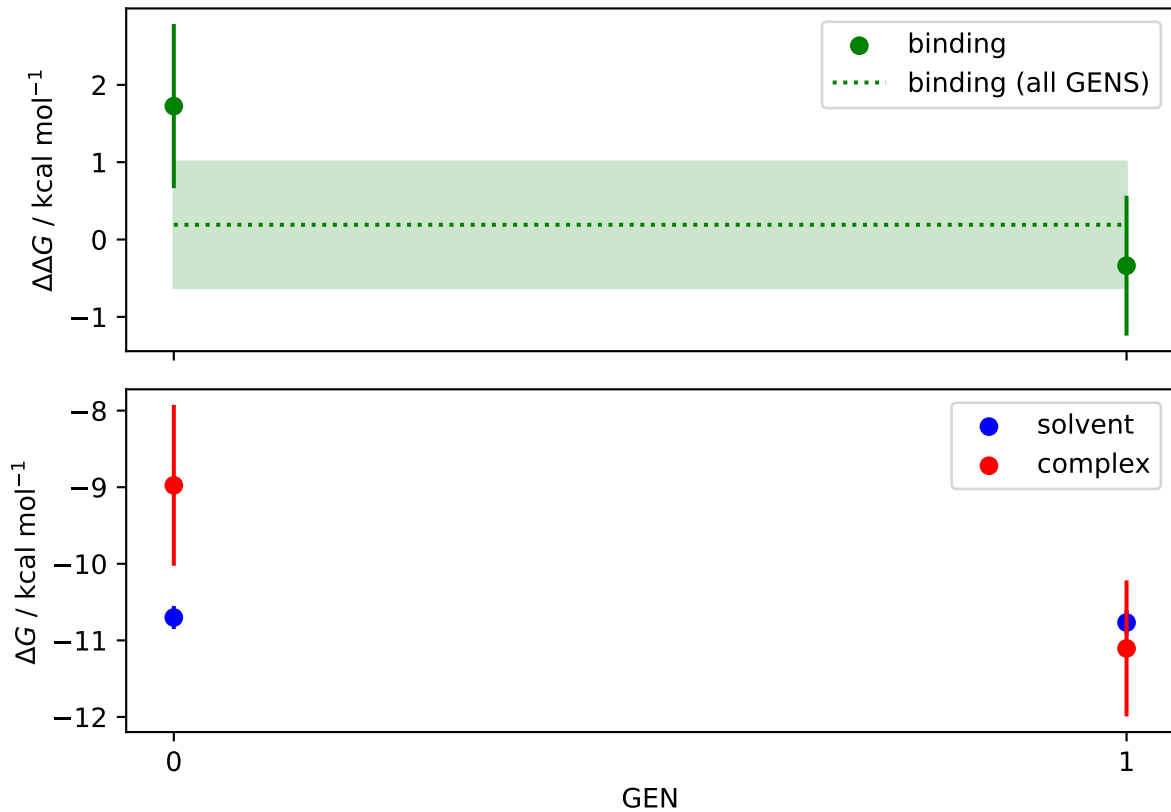 binding
binding (all GENS)
2
1
0
−1
ΔΔG / kcal mol⁻¹
solvent
complex
−8
−9
−10
−11
−12
ΔG / kcal mol⁻¹
0
1
GEN